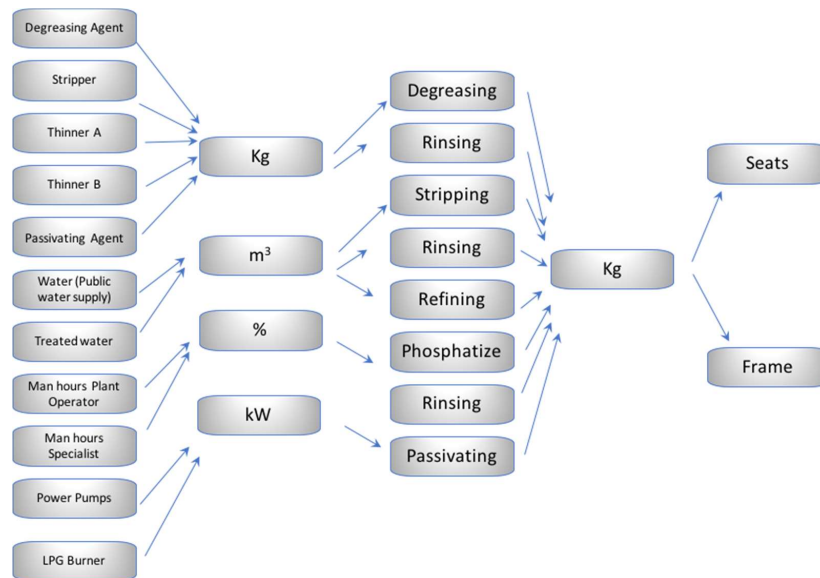 Degreasing Agent
Stripper
Thinner A
Thinner B
Passivating Agent
Water (Public
water supply)
Treated water
Man hours Plant
Operator
Man hours
Specialist
Power Pumps
LPG Burner
Kg
m³
%
kW
Degreasing
Rinsing
Stripping
Rinsing
Refining
Phosphatize
Rinsing
Passivating
Kg
Seats
Frame